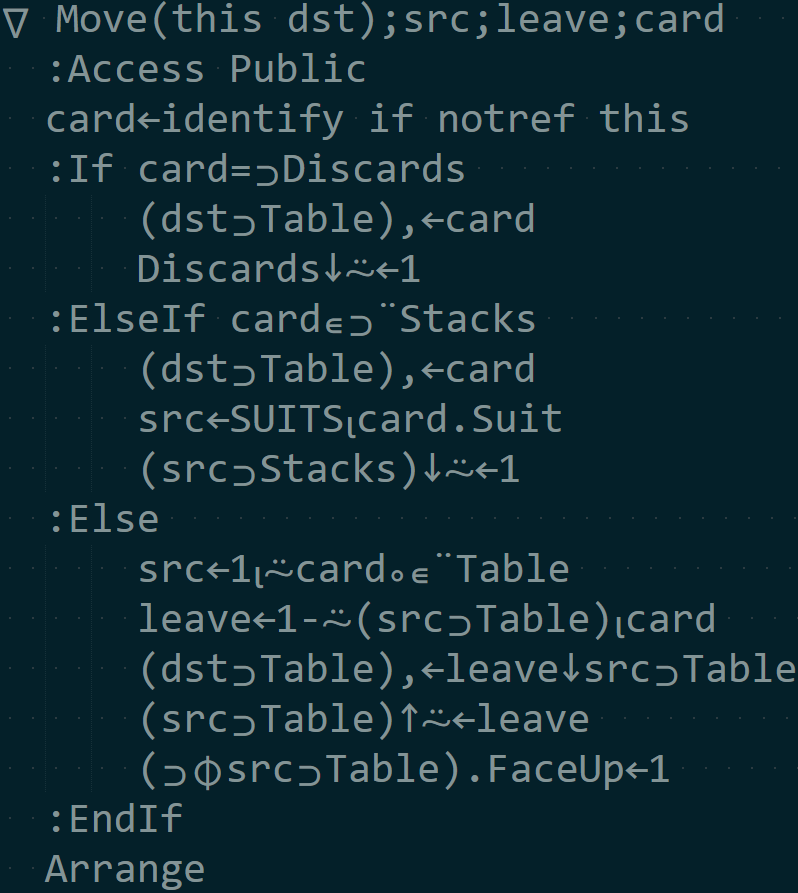 ∇ Move(this dst);src;leave;card
:Access Public
card←identify if notref this
:If card=⊃Discards
(dst⊃Table),←card
Discards↓⍨←1
:ElseIf card∊⊃¨Stacks
(dst⊃Table),←card
src←SUITS⍳card.Suit
(src⊃Stacks)↓⍨←1
:Else
src←1⍳⍨card∘∊¨Table
leave←1-⍨(src⊃Table)⍳card
(dst⊃Table),←leave↓src⊃Table
(src⊃Table)↑⍨←leave
(⊃⌽src⊃Table).FaceUp←1
:EndIf
Arrange